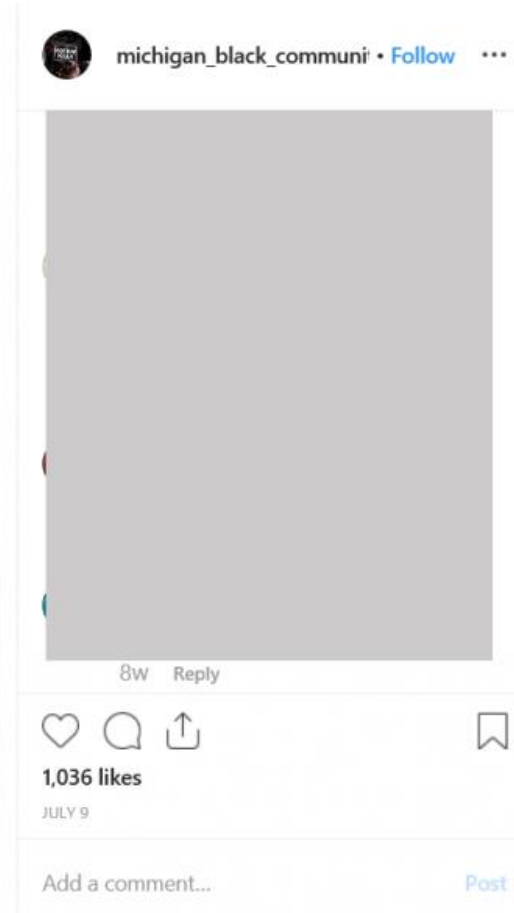 michigan_black_communi • Follow ...
8w Reply
1,036 likes
JULY 9
Add a comment... Post